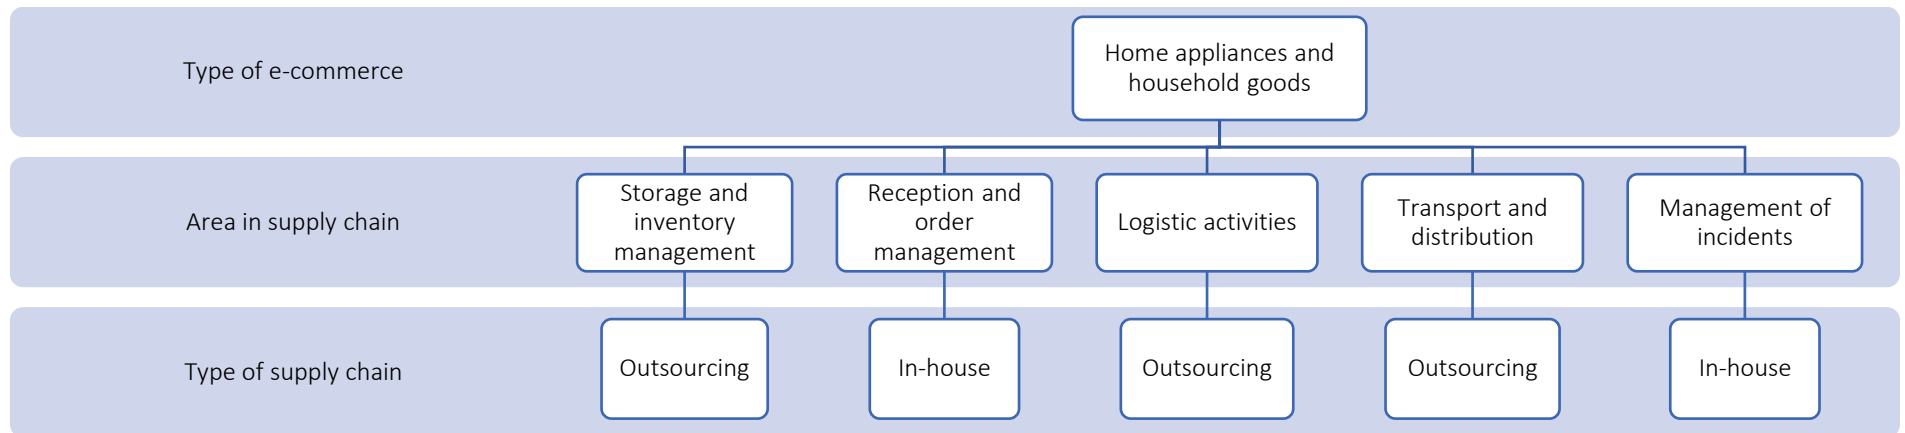 Type of e-commerce
Home appliances and
household goods
Area in supply chain
Storage and
inventory
management
Reception and
order
management
Logistic activities
Transport and
distribution
Management of
incidents
Type of supply chain
Outsourcing
In-house
Outsourcing
Outsourcing
In-house